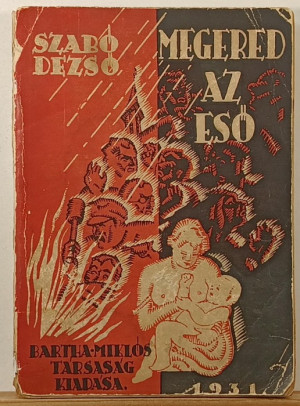 SZABÓ
DEZSŐ
MEGERED
AZ
ESŐ
BARTHA-MIKLÓS
TÁRSASÁG
KIADÁSA.
1931